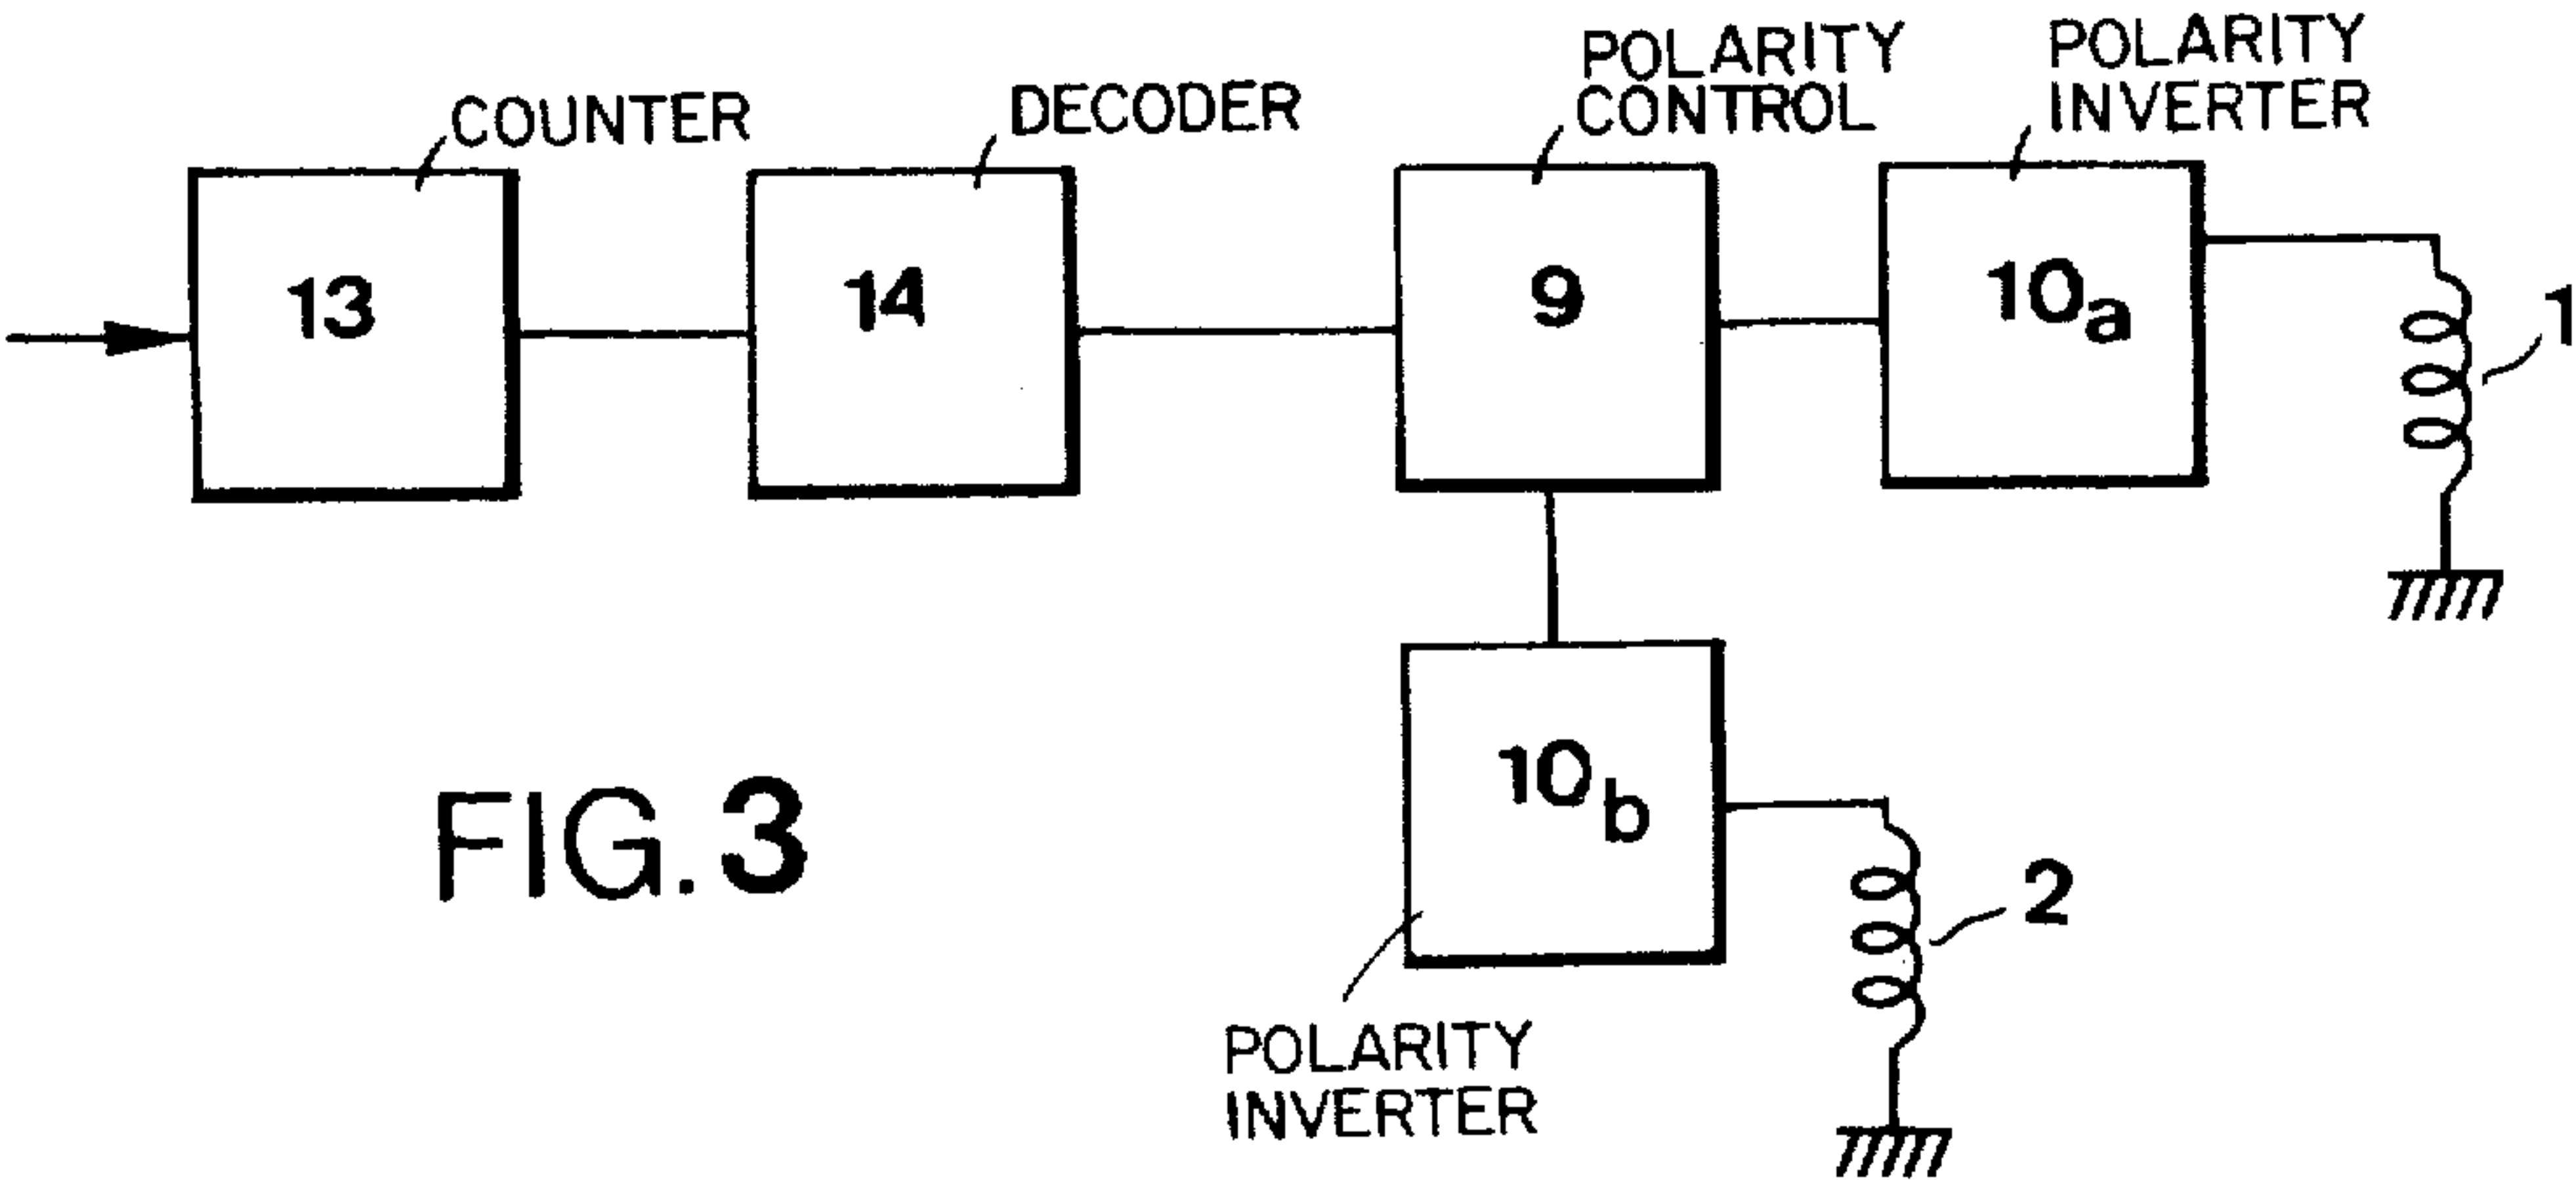 COUNTER
DECODER
POLARITY
CONTROL
POLARITY
INVERTER
13
14
9
10a
1
10b
2
FIG. 3
POLARITY
INVERTER